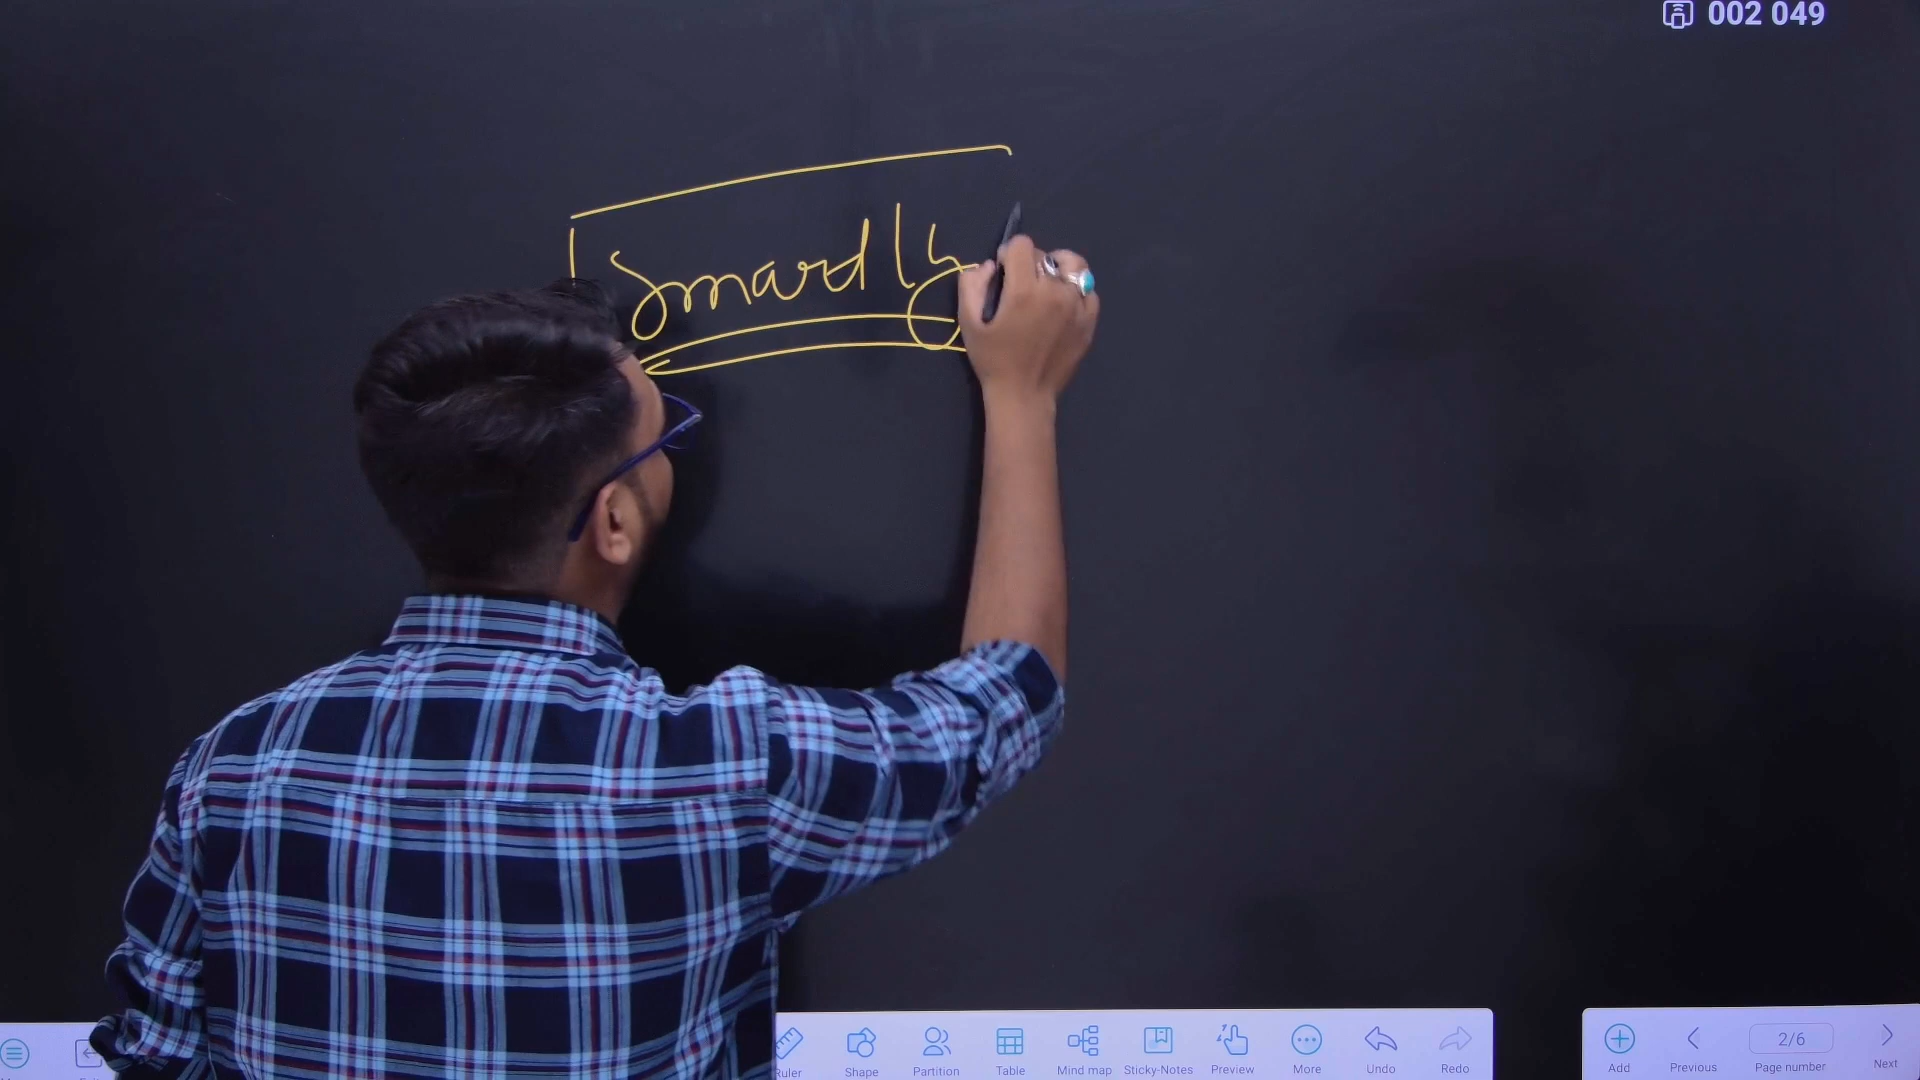 002 049
Smartly
Ruler Shape Partition Table Mind map Sticky-Notes Preview More Undo Redo
Add Previous 2/6 Page number Next